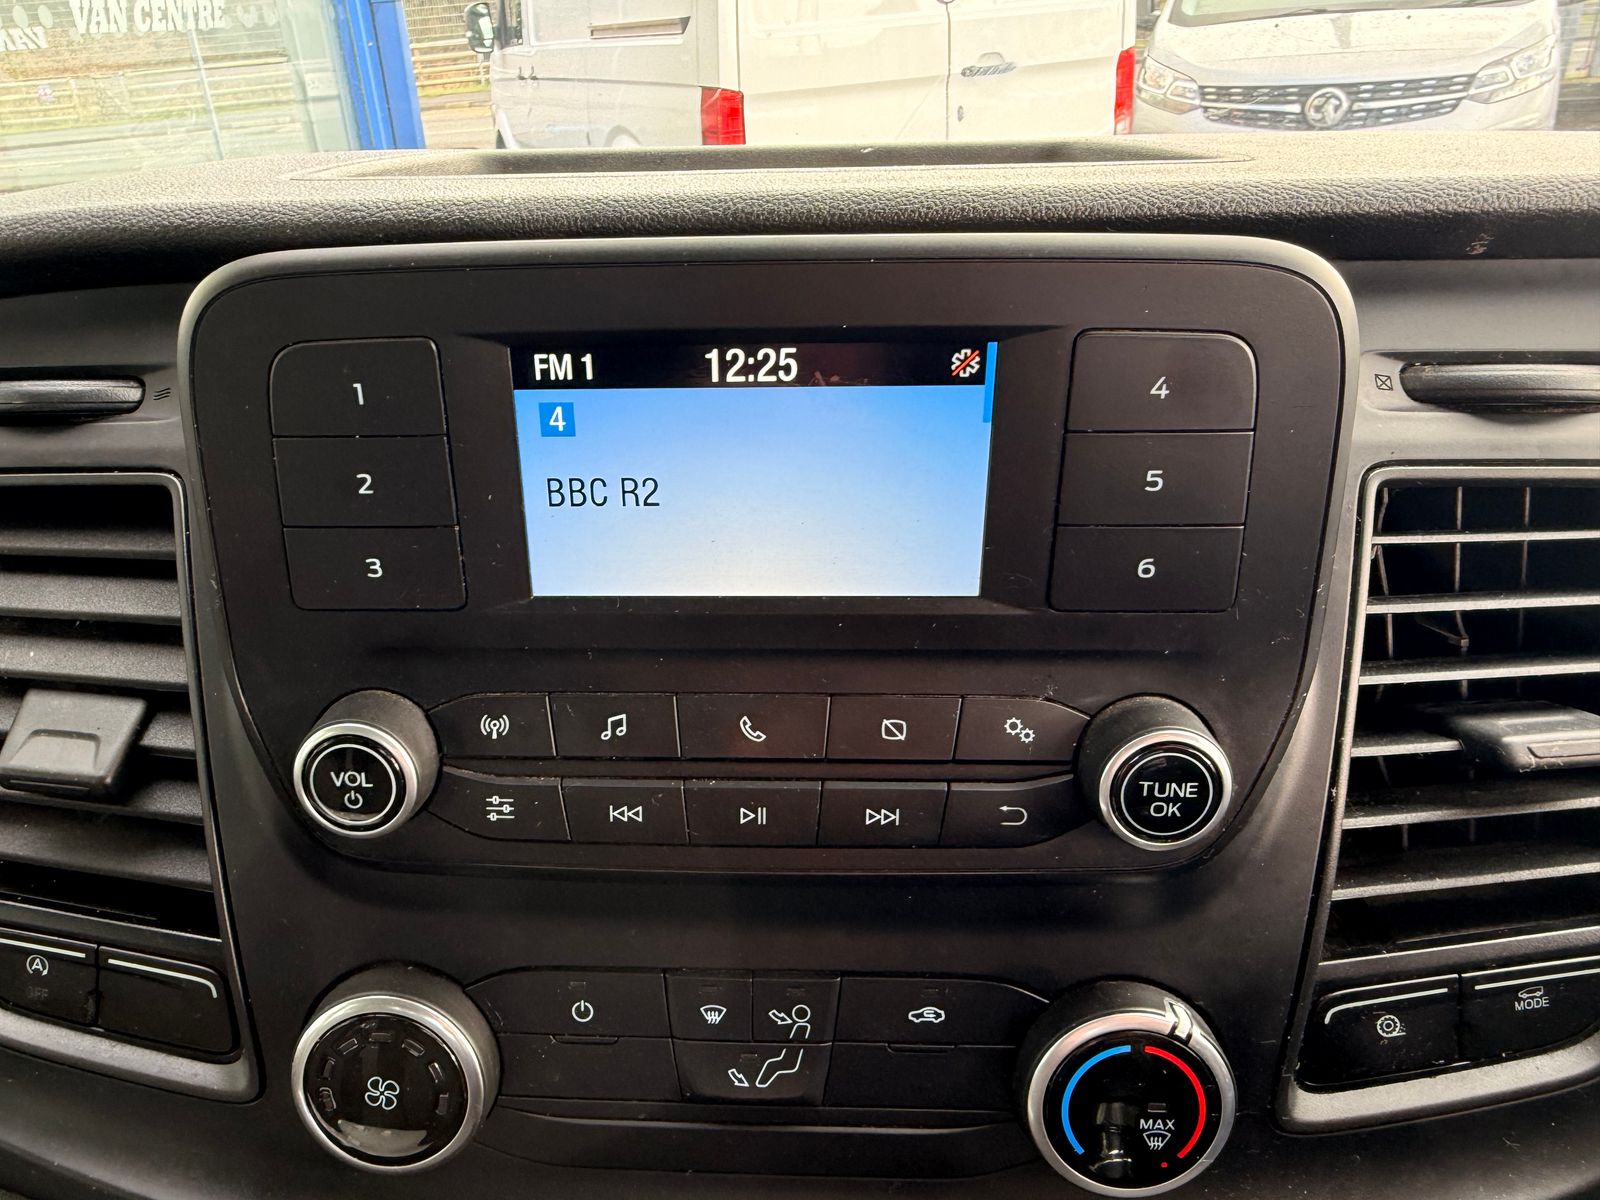 VAN CENTRE
FM 1
12:25
4
BBC R2
1
2
3
4
5
6
VOL
TUNE
OK
A
OFF
MODE
MAX